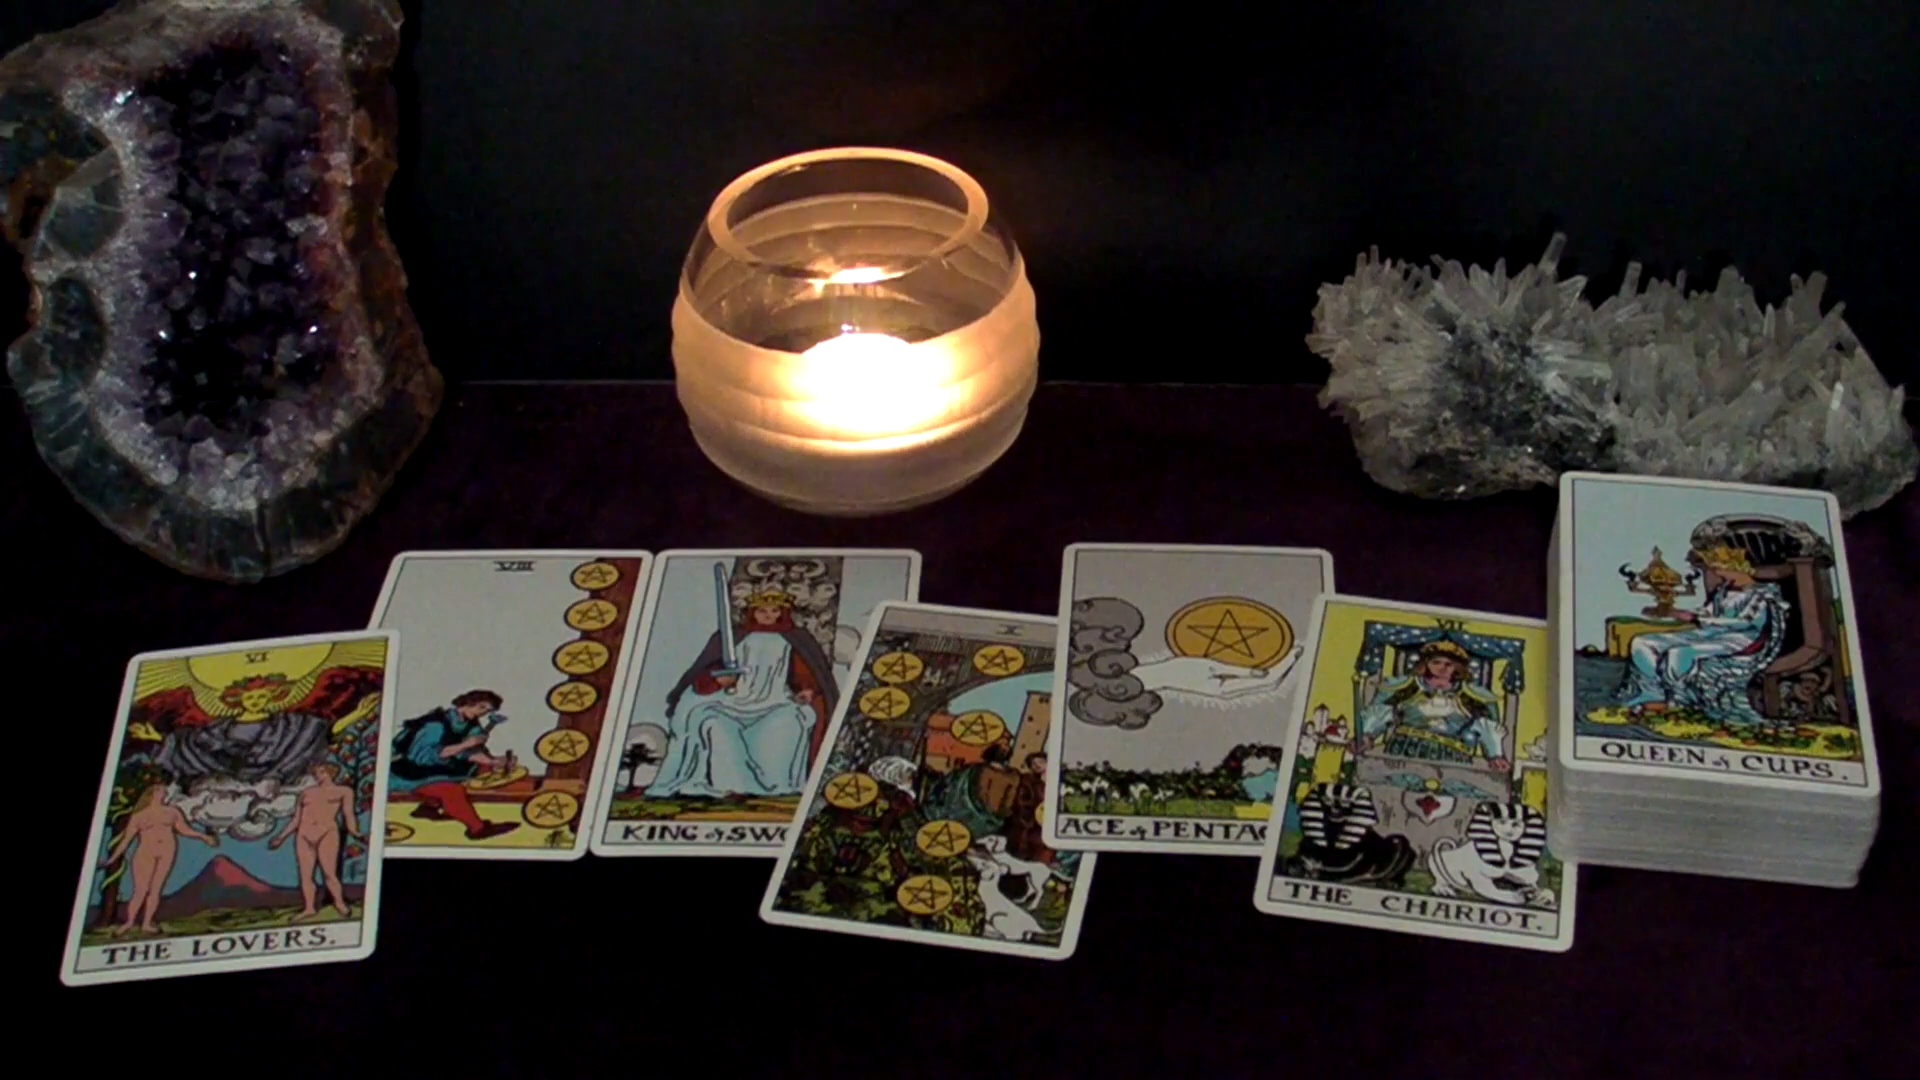 VI
THE LOVERS.
VIII
KING of SWO
X
ACE of PENTAC
VII
THE CHARIOT.
QUEEN of CUPS.